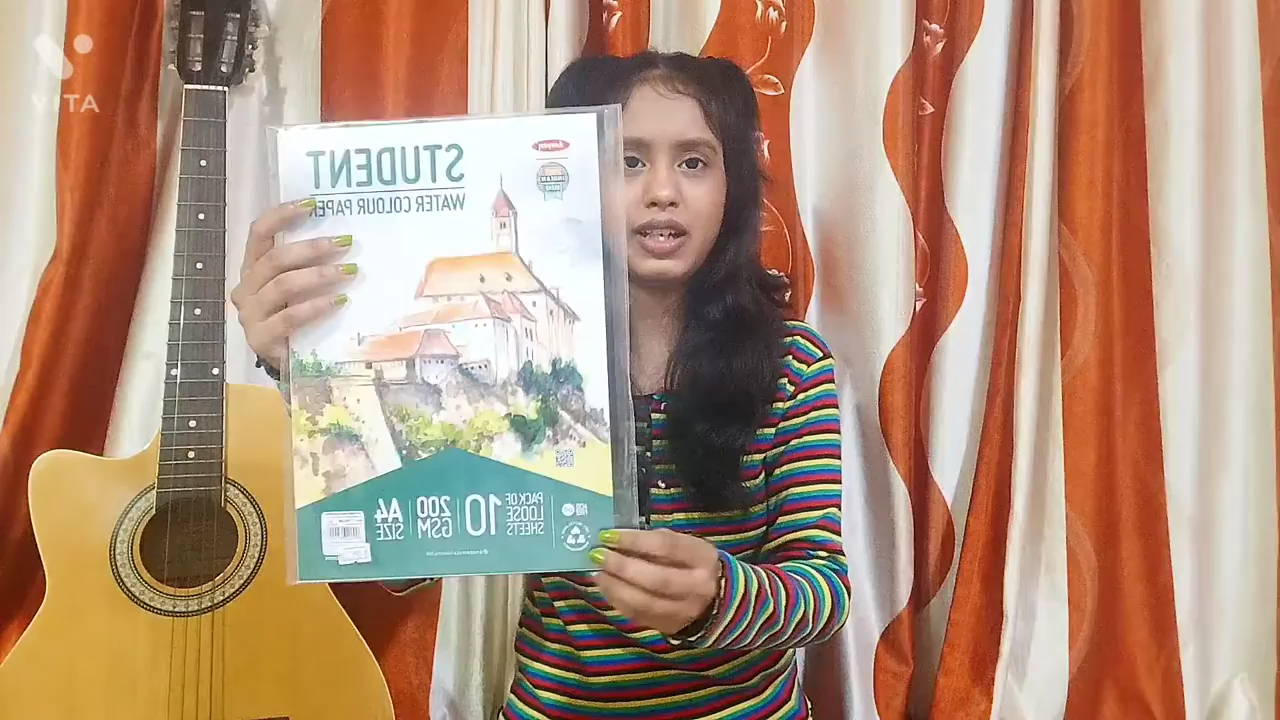 VITA
STUDENT
WATER COLOUR PAPER
PACK OF
LOOSE
SHEETS
10
200
GSM
A4
SIZE